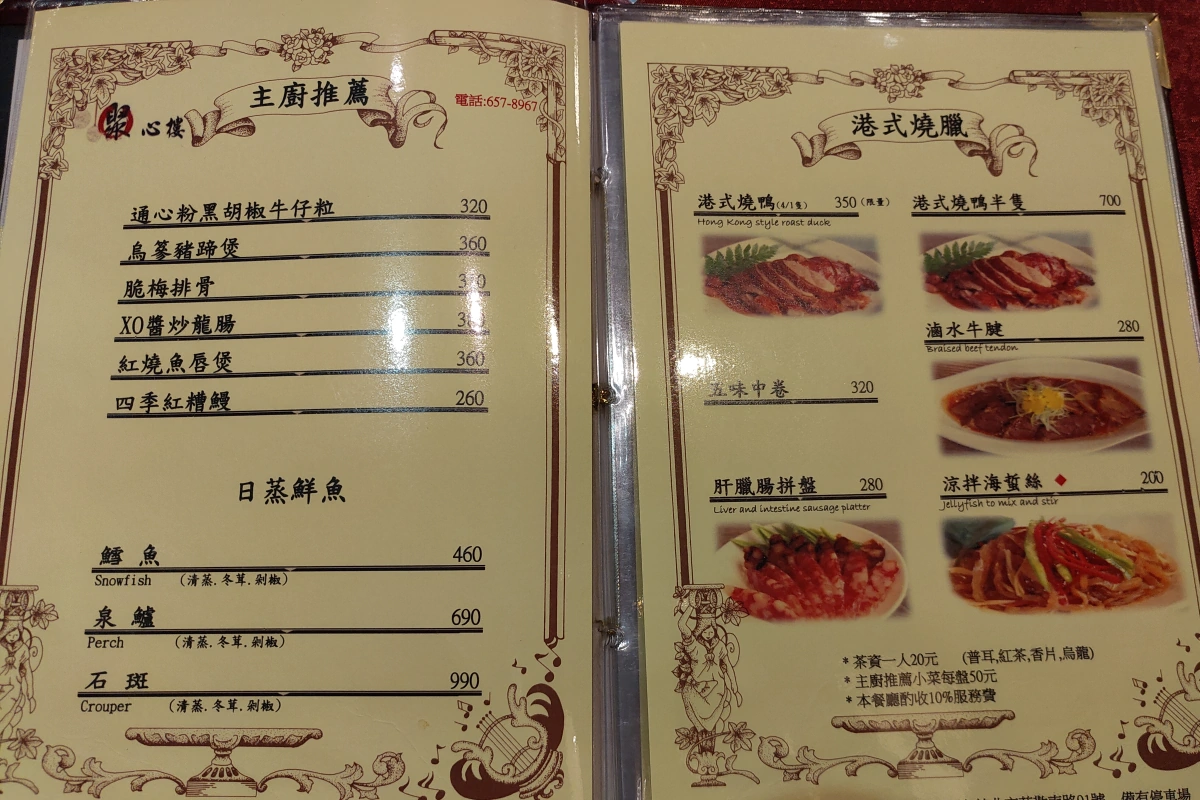 聚心樓
主廚推薦
電話:657-8967
通心粉黑胡椒牛仔粒 320
烏蔘豬蹄煲 360
脆梅排骨
XO醬炒龍腸
紅燒魚唇煲 360
四季紅糟鰻 260
日蒸鮮魚
鱈魚 460
Snowfish (清蒸.冬茸.剁椒)
泉鱸 690
Perch (清蒸.冬茸.剁椒)
石斑 990
Crouper (清蒸.冬茸.剁椒)
港式燒臘
港式燒鴨(4/1隻) 350(限量)
Hong Kong style roast duck
港式燒鴨半隻 700
滷水牛腱 280
Braised beef tendon
五味中卷 320
肝臘腸拼盤 280
Liver and intestine sausage platter
涼拌海蜇絲 200
Jellyfish to mix and stir
* 茶資一人20元 (普耳,紅茶,香片,烏龍)
* 主廚推薦小菜每盤50元
* 本餐廳酌收10%服務費
備有停車場